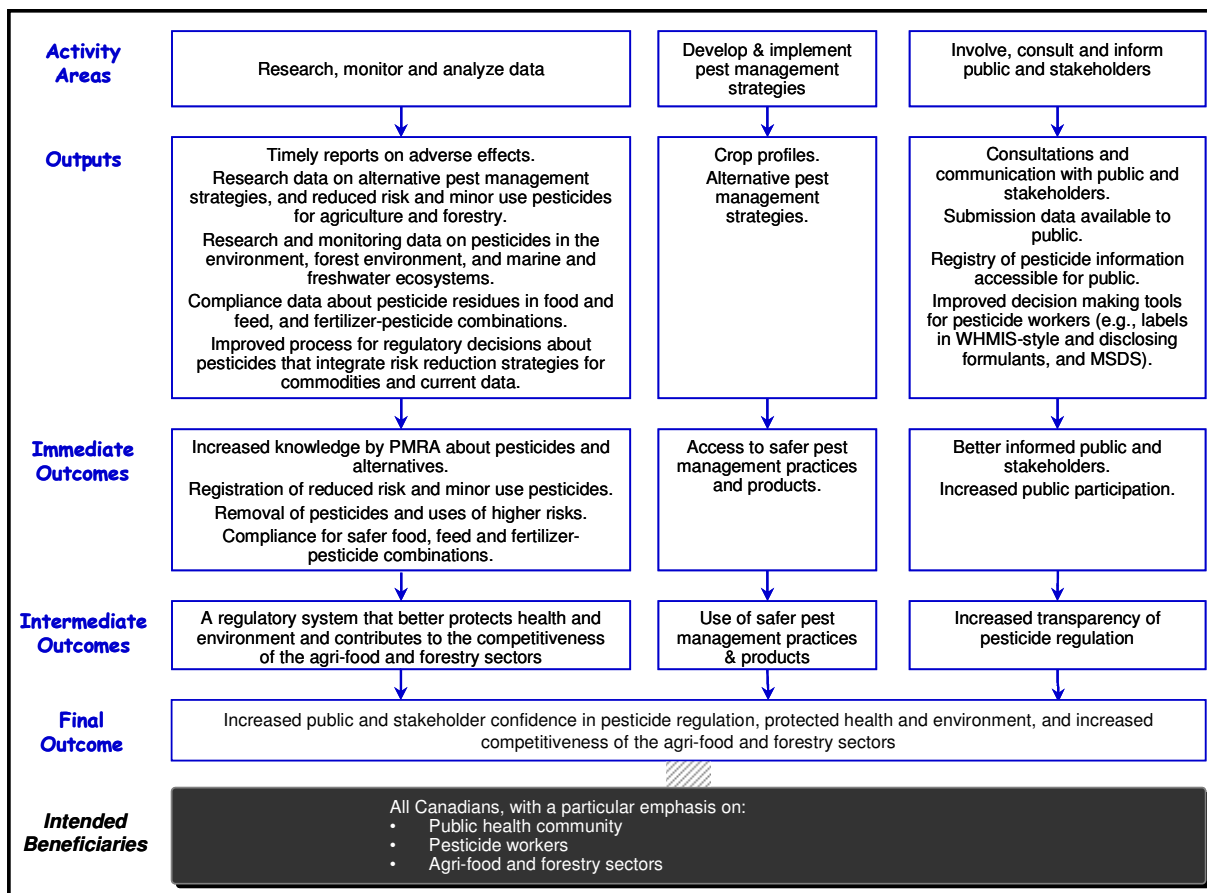 Activity
Areas
Research, monitor and analyze data
Develop & implement
pest management
strategies
Involve, consult and inform
public and stakeholders
Outputs
Timely reports on adverse effects.
Research data on alternative pest management
strategies, and reduced risk and minor use pesticides
for agriculture and forestry.
Research and monitoring data on pesticides in the
environment, forest environment, and marine and
freshwater ecosystems.
Compliance data about pesticide residues in food and
feed, and fertilizer-pesticide combinations.
Improved process for regulatory decisions about
pesticides that integrate risk reduction strategies for
commodities and current data.
Crop profiles.
Alternative pest
management
strategies.
Consultations and
communication with public and
stakeholders.
Submission data available to
public.
Registry of pesticide information
accessible for public.
Improved decision making tools
for pesticide workers (e.g., labels
in WHMIS-style and disclosing
formulants, and MSDS).
Immediate
Outcomes
Increased knowledge by PMRA about pesticides and
alternatives.
Registration of reduced risk and minor use pesticides.
Removal of pesticides and uses of higher risks.
Compliance for safer food, feed and fertilizer-
pesticide combinations.
Access to safer pest
management practices
and products.
Better informed public and
stakeholders.
Increased public participation.
Intermediate
Outcomes
A regulatory system that better protects health and
environment and contributes to the competitiveness
of the agri-food and forestry sectors
Use of safer pest
management practices
& products
Increased transparency of
pesticide regulation
Final
Outcome
Increased public and stakeholder confidence in pesticide regulation, protected health and environment, and increased
competitiveness of the agri-food and forestry sectors
Intended
Beneficiaries
All Canadians, with a particular emphasis on:
• Public health community
• Pesticide workers
• Agri-food and forestry sectors